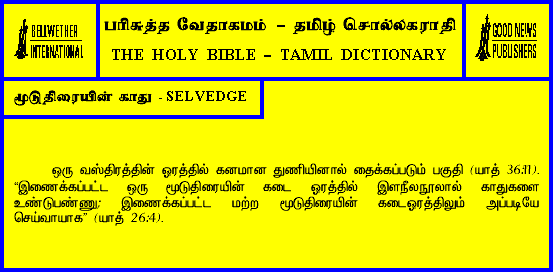 BELLWETHER
INTERNATIONAL
பரிசுத்த வேதாகமம் – தமிழ் சொல்லகராதி
THE HOLY BIBLE – TAMIL DICTIONARY
GOOD NEWS
PUBLISHERS
மூடுதிரையின் காது - SELVEDGE
ஒரு வஸ்திரத்தின் ஓரத்தில் கனமான துணியினால் தைக்கப்படும் பகுதி (யாத் 36:11).
“இணைக்கப்பட்ட ஒரு மூடுதிரையின் கடை ஓரத்தில் இளநீலநூலால் காதுகளை
உண்டுபண்ணு; இணைக்கப்பட்ட மற்ற மூடுதிரையின் கடைஓரத்திலும் அப்படியே
செய்வாயாக” (யாத் 26:4).